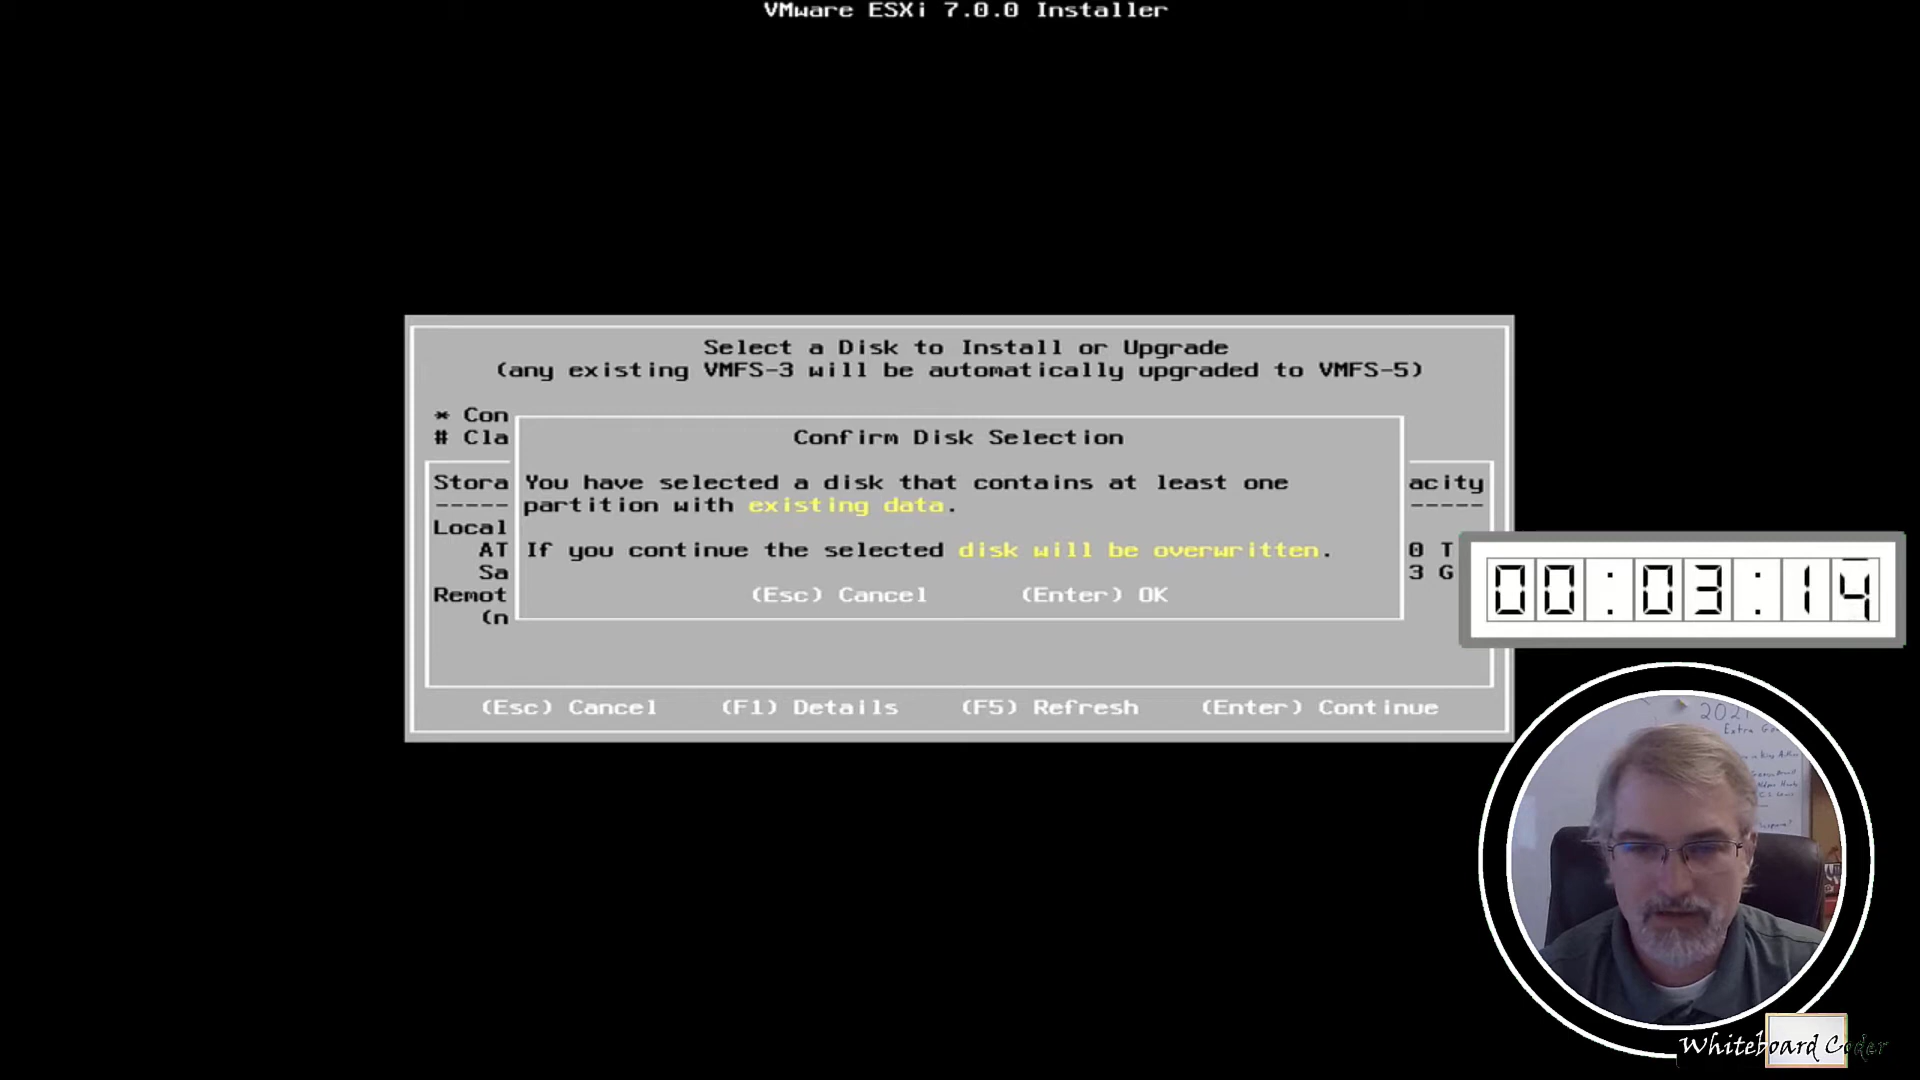 VMware ESXi 7.0.0 Installer
Select a Disk to Install or Upgrade
(any existing VMFS-3 will be automatically upgraded to VMFS-5)
* Con
# Cla
Confirm Disk Selection
Stora
You have selected a disk that contains at least one
acity
-----
partition with existing data.
-----
Local
AT
If you continue the selected disk will be overwritten.
0 T
Sa
3 G
Remot
(Esc) Cancel (Enter) OK
(n
(Esc) Cancel (F1) Details (F5) Refresh (Enter) Continue
00:03:14
202
Extra
Whiteboard Coder